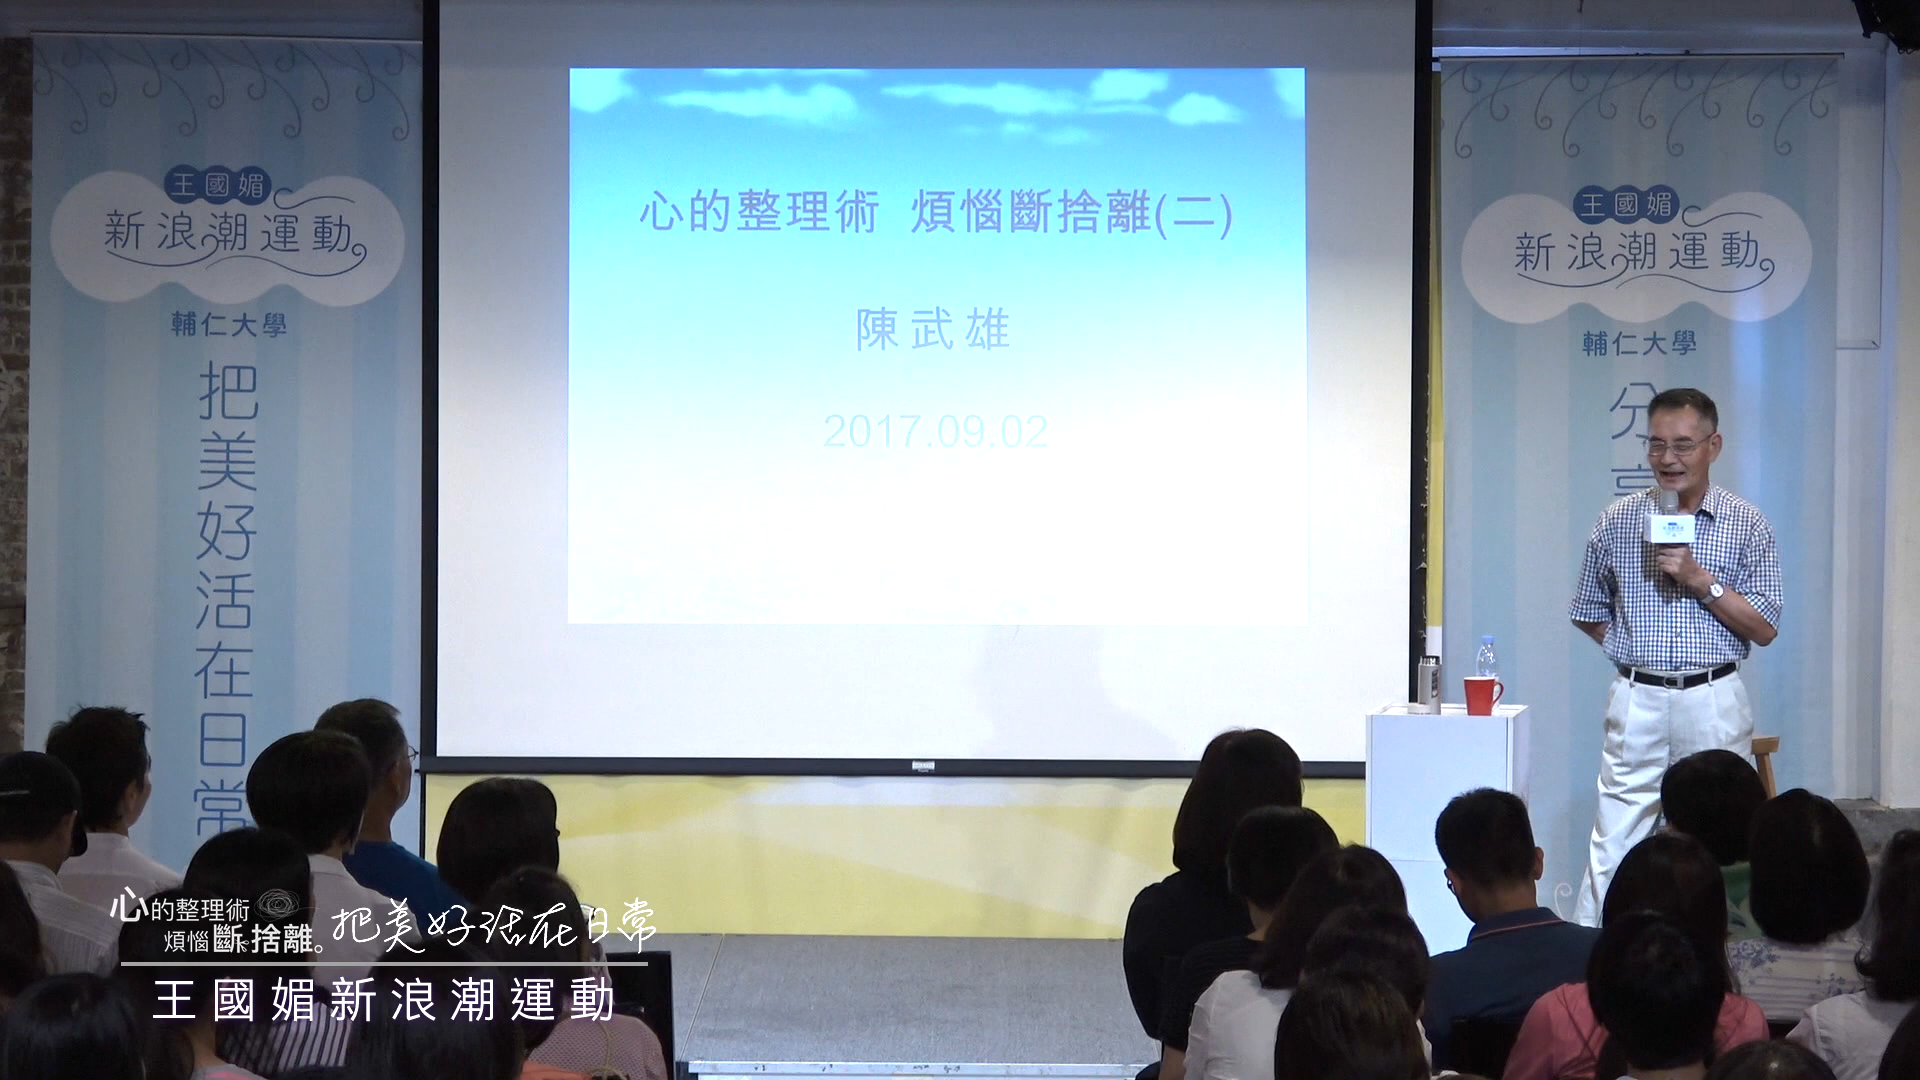 王國媚
新浪潮運動
輔仁大學
把美好活在日常
心的整理術 煩惱斷捨離(二)
陳武雄
2017.09.02
王國媚
新浪潮運動
輔仁大學
分享
心的整理術
煩惱斷捨離。
把美好活在日常
王國媚新浪潮運動